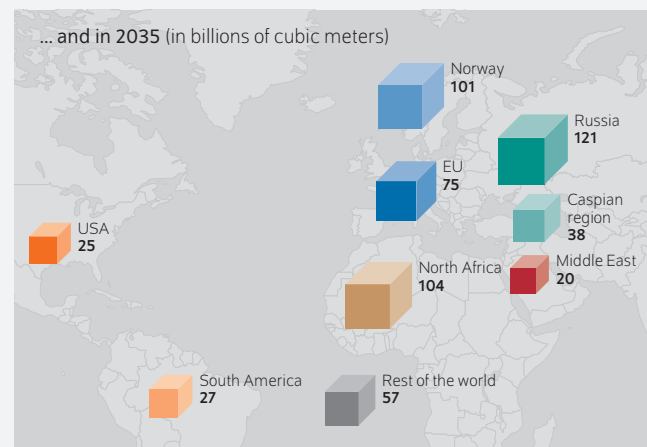 ... and in 2035 (in billions of cubic meters)
Norway
101
Russia
121
EU
75
Caspian
region
38
USA
25
North Africa
104
Middle East
20
South America
27
Rest of the world
57